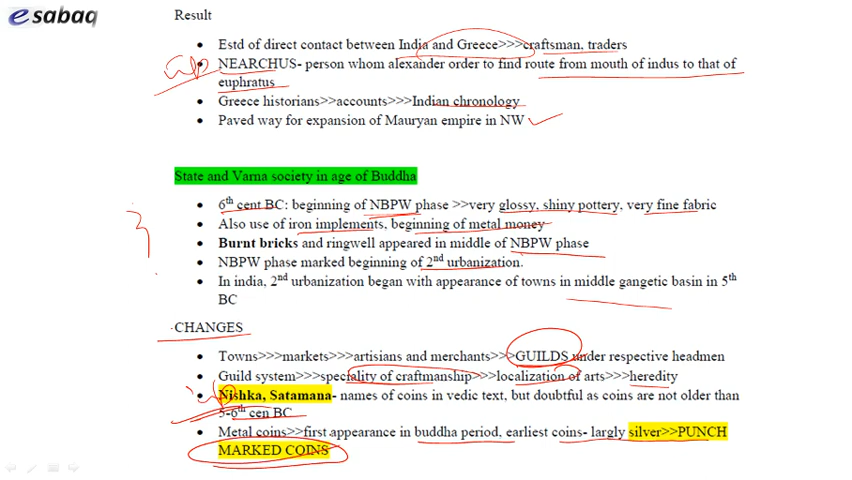 esabaq
Result
• Estd of direct contact between India and Greece>>>craftsman, traders
• NEARCHUS- person whom alexander order to find route from mouth of indus to that of
euphratus
• Greece historians>>accounts>>>Indian chronology
• Paved way for expansion of Mauryan empire in NW
State and Varna society in age of Buddha
• 6th cent BC: beginning of NBPW phase >>very glossy, shiny pottery, very fine fabric
• Also use of iron implements, beginning of metal money
• Burnt bricks and ringwell appeared in middle of NBPW phase
• NBPW phase marked beginning of 2nd urbanization.
• In india, 2nd urbanization began with appearance of towns in middle gangetic basin in 5th
BC
CHANGES
• Towns>>>markets>>>artisians and merchants>>>GUILDS under respective headmen
• Guild system>>>speciality of craftmanship>>>localization of arts>>>heredity
• Nishka, Satamana- names of coins in vedic text, but doubtful as coins are not older than
5-6th cen BC
• Metal coins>>first appearance in buddha period, earliest coins- largly silver>>PUNCH
MARKED COINS